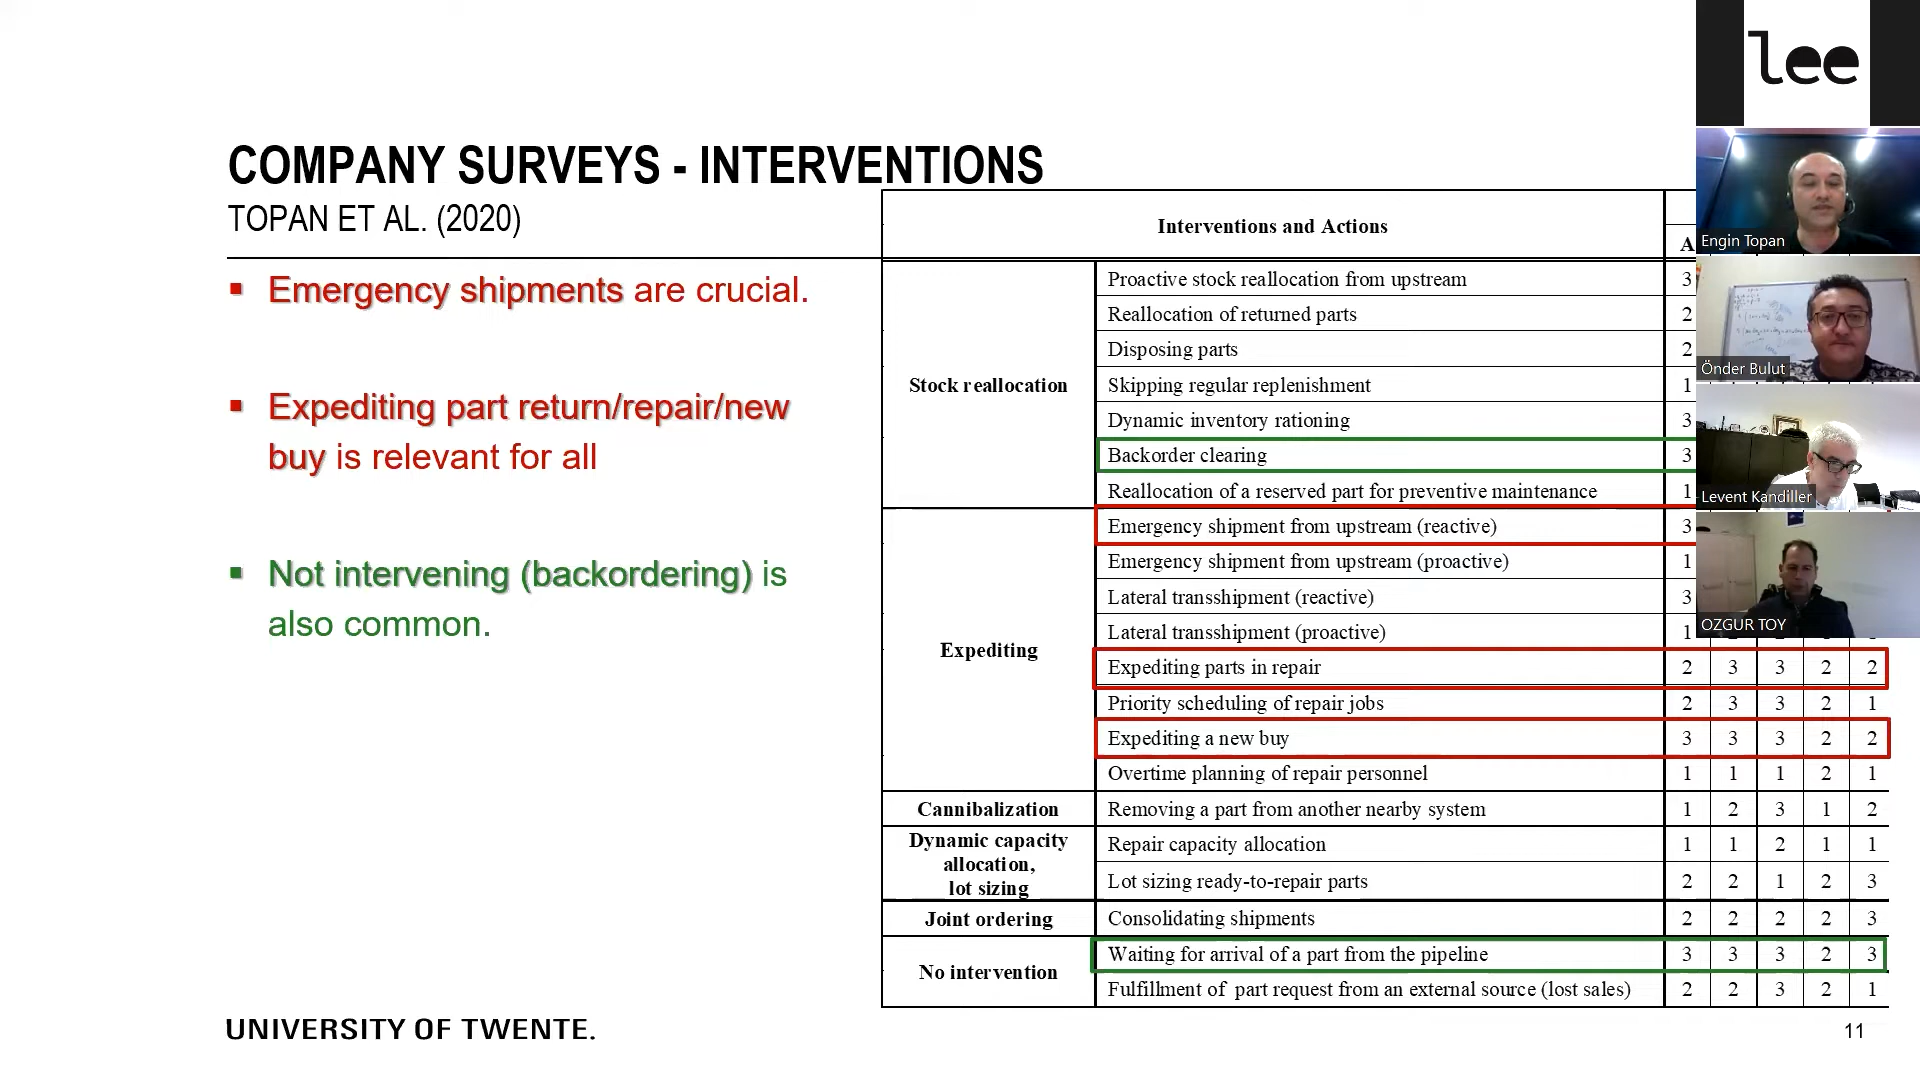 lee
COMPANY SURVEYS - INTERVENTIONS
TOPAN ET AL. (2020)
▪ Emergency shipments are crucial.
▪ Expediting part return/repair/new
buy is relevant for all
▪ Not intervening (backordering) is
also common.
Interventions and Actions
A
Stock reallocation
Proactive stock reallocation from upstream 3
Reallocation of returned parts 2
Disposing parts 2
Skipping regular replenishment 1
Dynamic inventory rationing 3
Backorder clearing 3
Reallocation of a reserved part for preventive maintenance 1
Expediting
Emergency shipment from upstream (reactive) 3
Emergency shipment from upstream (proactive) 1
Lateral transshipment (reactive) 3
Lateral transshipment (proactive) 1
Expediting parts in repair 2 3 3 2 2
Priority scheduling of repair jobs 2 3 3 2 1
Expediting a new buy 3 3 3 2 2
Overtime planning of repair personnel 1 1 1 2 1
Cannibalization Removing a part from another nearby system 1 2 3 1 2
Dynamic capacity
allocation,
lot sizing
Repair capacity allocation 1 1 2 1 1
Lot sizing ready-to-repair parts 2 2 1 2 3
Joint ordering Consolidating shipments 2 2 2 2 3
No intervention
Waiting for arrival of a part from the pipeline 3 3 3 2 3
Fulfillment of part request from an external source (lost sales) 2 2 3 2 1
Engin Topan
Önder Bulut
Levent Kandiller
OZGUR TOY
UNIVERSITY OF TWENTE.
11